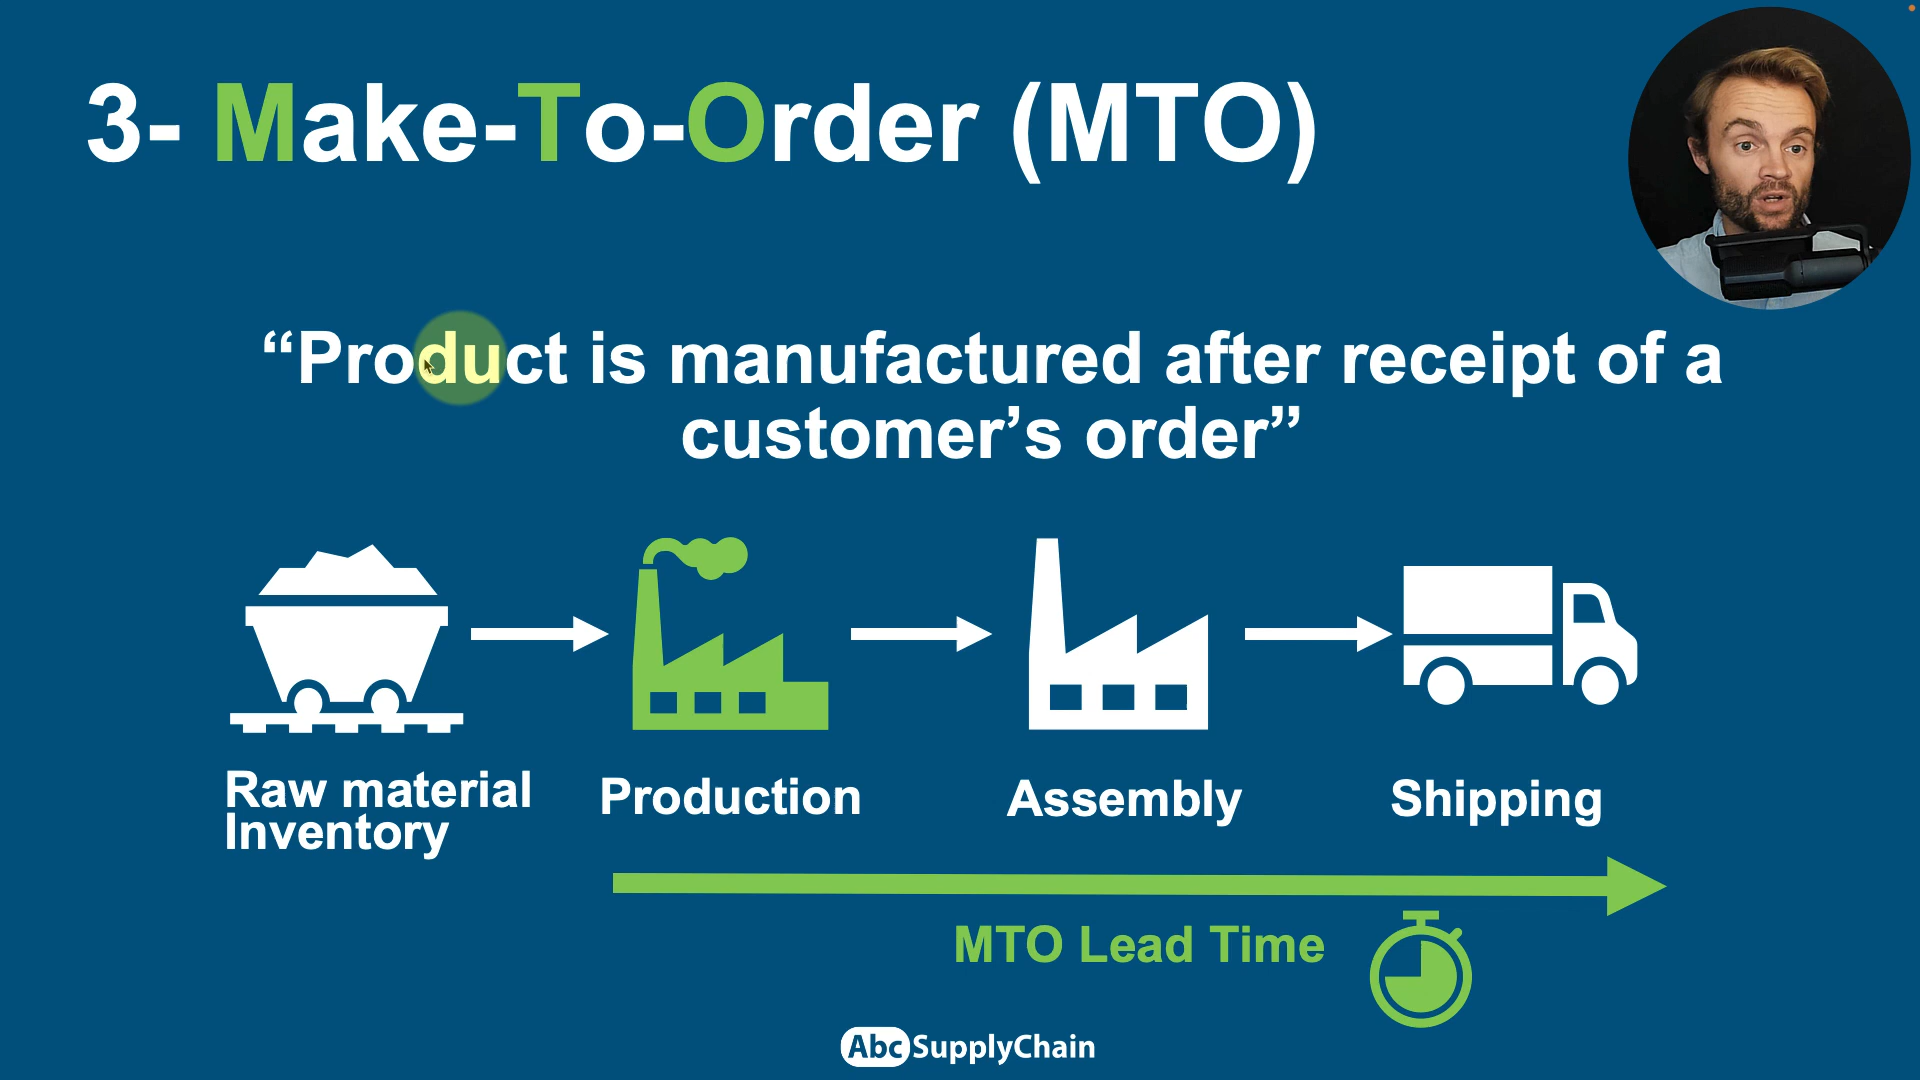 3- Make-To-Order (MTO)
“Product is manufactured after receipt of a
customer’s order”
Raw material
Inventory
Production
Assembly
Shipping
MTO Lead Time
AbcSupplyChain